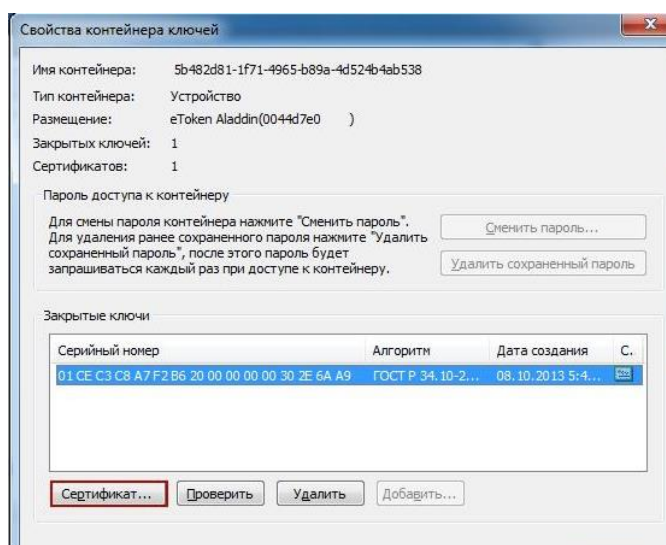 Свойства контейнера ключей
Имя контейнера: 5b482d81-1f71-4965-b89a-4d524b4ab538
Тип контейнера: Устройство
Размещение: eToken Aladdin(0044d7e0 )
Закрытых ключей: 1
Сертификатов: 1
Пароль доступа к контейнеру
Для смены пароля контейнера нажмите "Сменить пароль".
Для удаления ранее сохраненного пароля нажмите "Удалить
сохраненный пароль", после этого пароль будет
запрашиваться каждый раз при доступе к контейнеру.
Сменить пароль...
Удалить сохраненный пароль
Закрытые ключи
Серийный номер Алгоритм Дата создания С.
01 CE C3 C8 A7 F2 B6 20 00 00 00 00 30 2E 6A A9 ГОСТ Р 34.10-2... 08.10.2013 5:4...
Сертификат... Проверить Удалить Добавить...